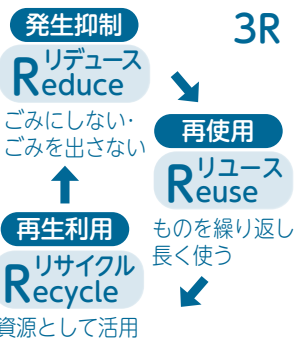 3R
発生抑制
リデュース
Reduce
ごみにしない・
ごみを出さない
再使用
リユース
Reuse
ものを繰り返し
長く使う
再生利用
リサイクル
Recycle
資源として活用